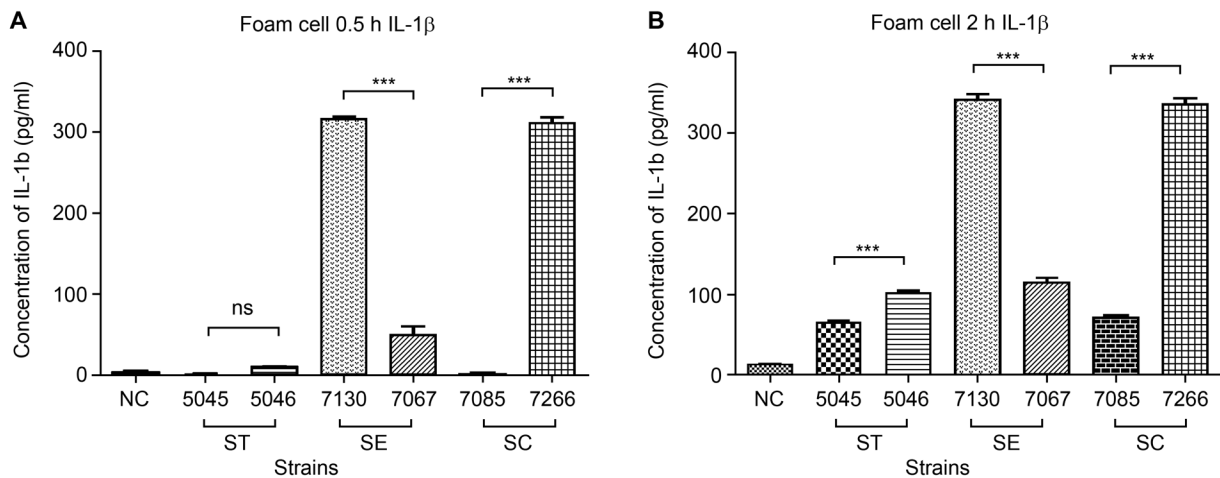 A
Foam cell 0.5 h IL-1β
Concentration of IL-1b (pg/ml)
400
300
200
100
0
ns
***
***
NC 5045 5046 7130 7067 7085 7266
ST SE SC
Strains
B
Foam cell 2 h IL-1β
Concentration of IL-1b (pg/ml)
400
300
200
100
0
***
***
***
NC 5045 5046 7130 7067 7085 7266
ST SE SC
Strains